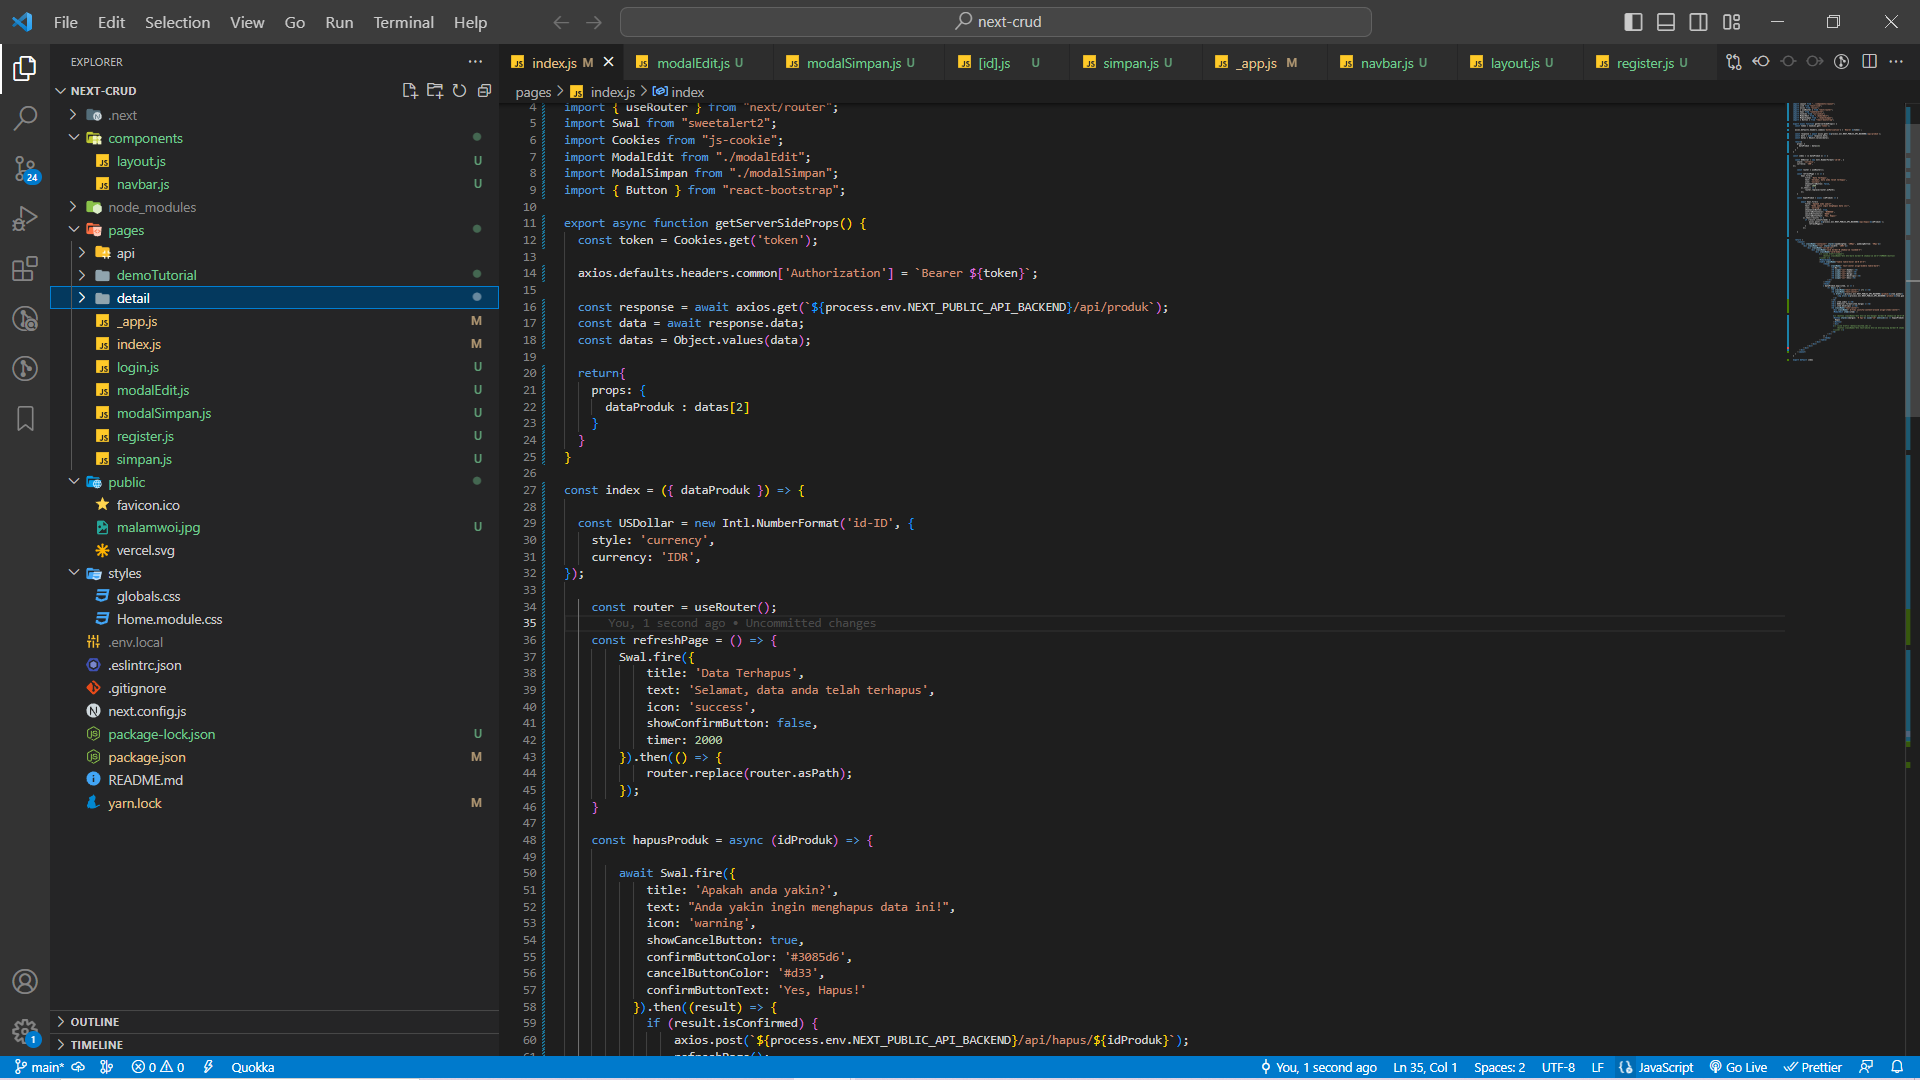 File Edit Selection View Go Run Terminal Help
next-crud
EXPLORER
NEXT-CRUD
.next
components
layout.js U
navbar.js U
node_modules
pages
api
demoTutorial
detail
_app.js M
index.js M
login.js U
modalEdit.js U
modalSimpan.js U
register.js U
simpan.js U
public
favicon.ico
malamwoi.jpg U
vercel.svg
styles
globals.css
Home.module.css
.env.local
.eslintrc.json
.gitignore
next.config.js
package-lock.json U
package.json M
README.md
yarn.lock M
OUTLINE
TIMELINE
24
1
index.js M modalEdit.js U modalSimpan.js U [id].js U simpan.js U _app.js M navbar.js U layout.js U register.js U
pages > index.js > index
4 import { useRouter } from "next/router";
5 import Swal from "sweetalert2";
6 import Cookies from "js-cookie";
7 import ModalEdit from "./modalEdit";
8 import ModalSimpan from "./modalSimpan";
9 import { Button } from "react-bootstrap";
10
11 export async function getServerSideProps() {
12 const token = Cookies.get('token');
13
14 axios.defaults.headers.common['Authorization'] = `Bearer ${token}`;
15
16 const response = await axios.get(`${process.env.NEXT_PUBLIC_API_BACKEND}/api/produk`);
17 const data = await response.data;
18 const datas = Object.values(data);
19
20 return{
21 props: {
22 dataProduk : datas[2]
23 }
24 }
25 }
26
27 const index = ({ dataProduk }) => {
28
29 const USDollar = new Intl.NumberFormat('id-ID', {
30 style: 'currency',
31 currency: 'IDR',
32 });
33
34 const router = useRouter();
35 You, 1 second ago • Uncommitted changes
36 const refreshPage = () => {
37 Swal.fire({
38 title: 'Data Terhapus',
39 text: 'Selamat, data anda telah terhapus',
40 icon: 'success',
41 showConfirmButton: false,
42 timer: 2000
43 }).then(() => {
44 router.replace(router.asPath);
45 });
46 }
47
48 const hapusProduk = async (idProduk) => {
49
50 await Swal.fire({
51 title: 'Apakah anda yakin?',
52 text: "Anda yakin ingin menghapus data ini!",
53 icon: 'warning',
54 showCancelButton: true,
55 confirmButtonColor: '#3085d6',
56 cancelButtonColor: '#d33',
57 confirmButtonText: 'Yes, Hapus!'
58 }).then((result) => {
59 if (result.isConfirmed) {
60 axios.post(`${process.env.NEXT_PUBLIC_API_BACKEND}/api/hapus/${idProduk}`);
main* 0 0 Quokka You, 1 second ago Ln 35, Col 1 Spaces: 2 UTF-8 LF JavaScript Go Live Prettier